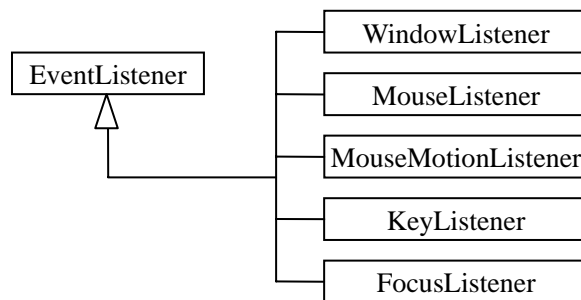 WindowListener
EventListener
MouseListener
MouseMotionListener
KeyListener
FocusListener